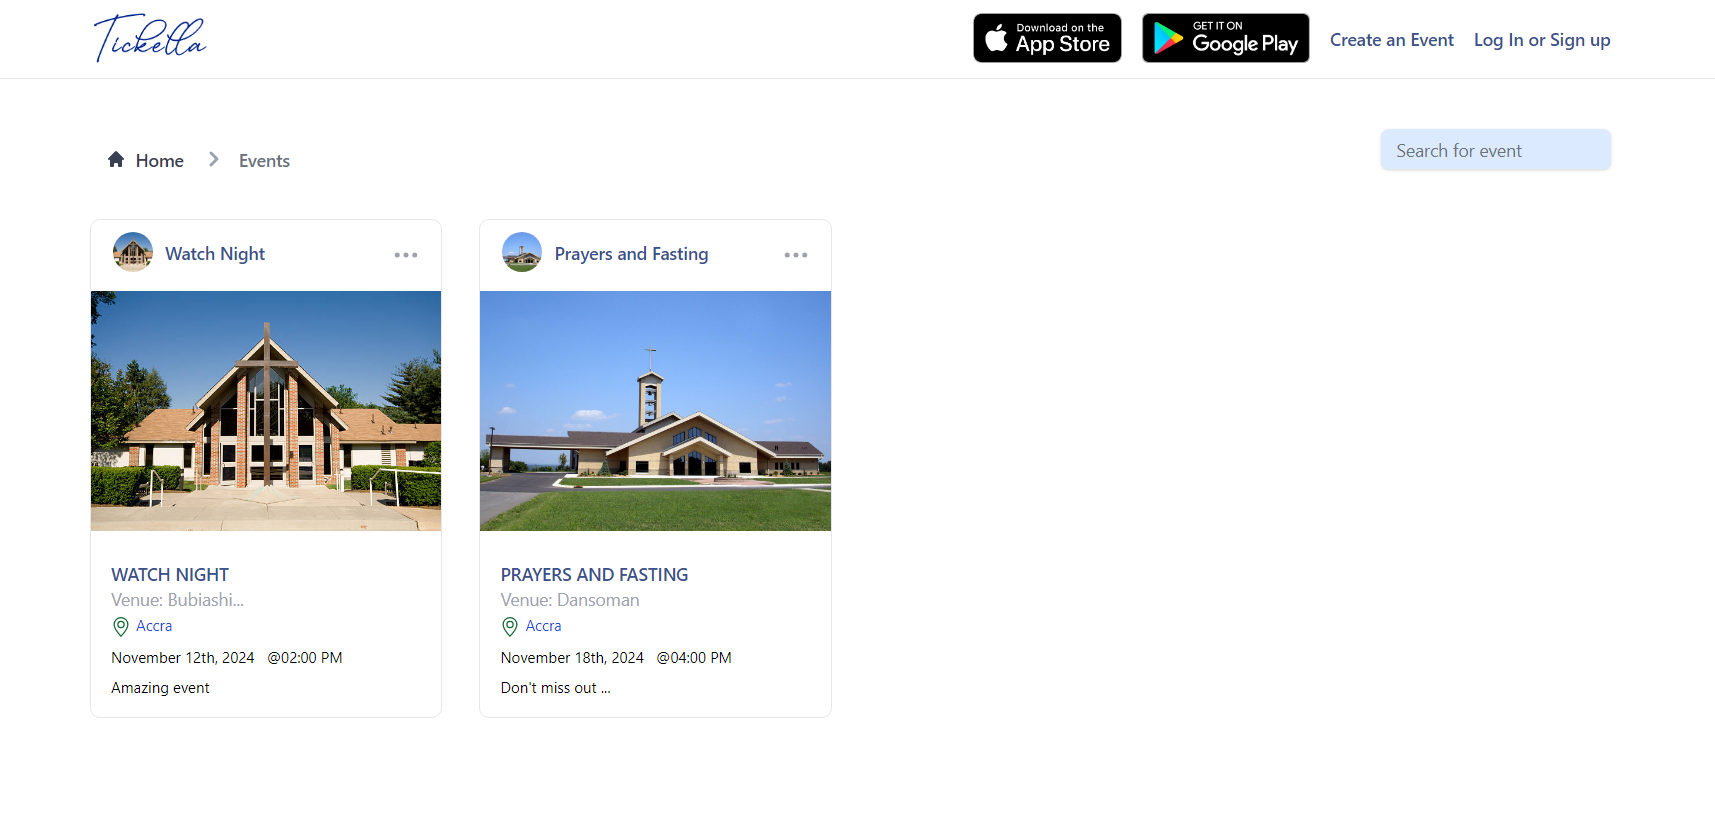 Tickella
Download on the
App Store
GET IT ON
Google Play
Create an Event
Log In or Sign up
Home
Events
Search for event
Watch Night
WATCH NIGHT
Venue: Bubiashi...
Accra
November 12th, 2024 @02:00 PM
Amazing event
Prayers and Fasting
PRAYERS AND FASTING
Venue: Dansoman
Accra
November 18th, 2024 @04:00 PM
Don't miss out ...